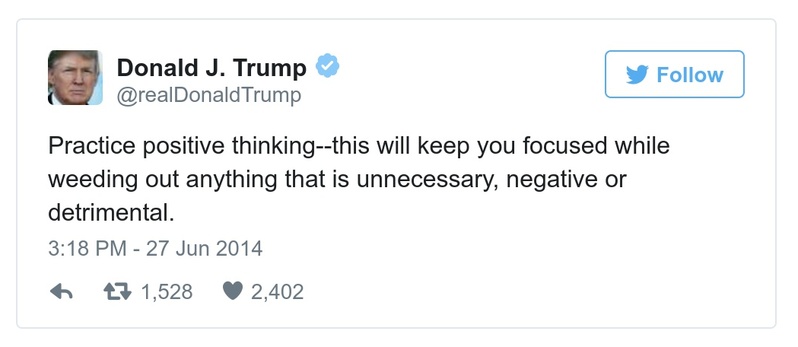 Donald J. Trump
@realDonaldTrump
Follow
Practice positive thinking--this will keep you focused while
weeding out anything that is unnecessary, negative or
detrimental.
3:18 PM - 27 Jun 2014
1,528 2,402